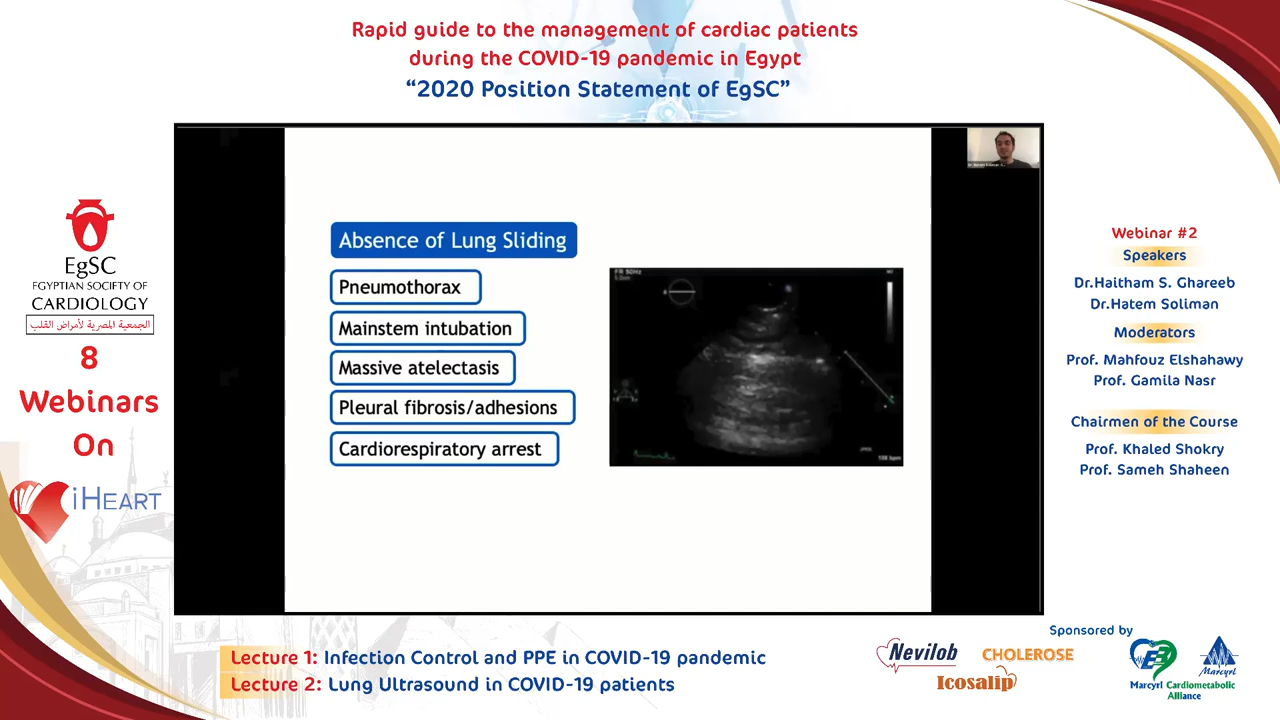 Rapid guide to the management of cardiac patients
during the COVID-19 pandemic in Egypt
“2020 Position Statement of EgSC”
EgSC
EGYPTIAN SOCIETY OF
CARDIOLOGY
الجمعية المصرية لأمراض القلب
8
Webinars
On
iHEART
Absence of Lung Sliding
Pneumothorax
Mainstem intubation
Massive atelectasis
Pleural fibrosis/adhesions
Cardiorespiratory arrest
FR 50Hz
Webinar #2
Speakers
Dr.Haitham S. Ghareeb
Dr.Hatem Soliman
Moderators
Prof. Mahfouz Elshahawy
Prof. Gamila Nasr
Chairmen of the Course
Prof. Khaled Shokry
Prof. Sameh Shaheen
Lecture 1: Infection Control and PPE in COVID-19 pandemic
Lecture 2: Lung Ultrasound in COVID-19 patients
Sponsored by
Nevilob
CHOLEROSE
Icosalip
Marcyrl Cardiometabolic
Alliance
Marcyrl